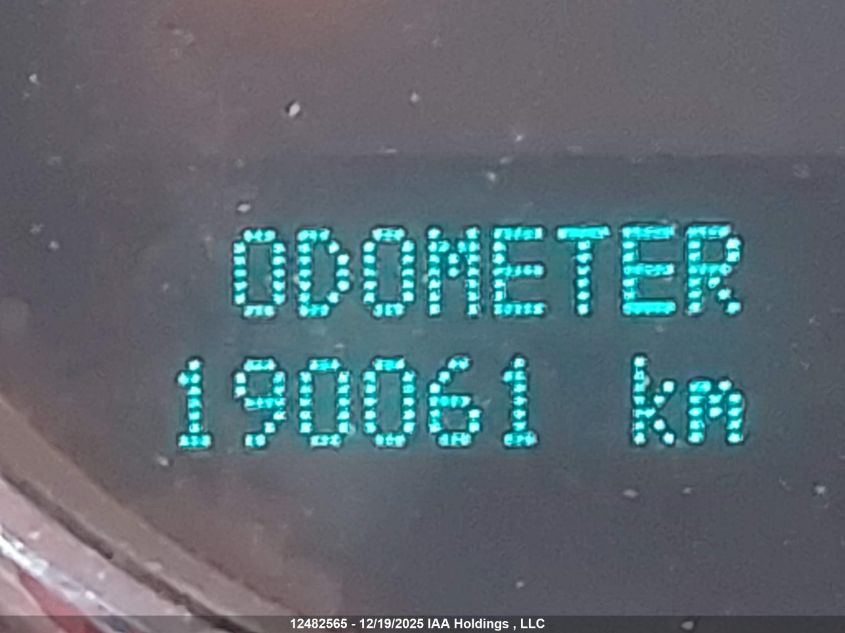 ODOMETER
190061 km
12482565 - 12/19/2025 IAA Holdings , LLC